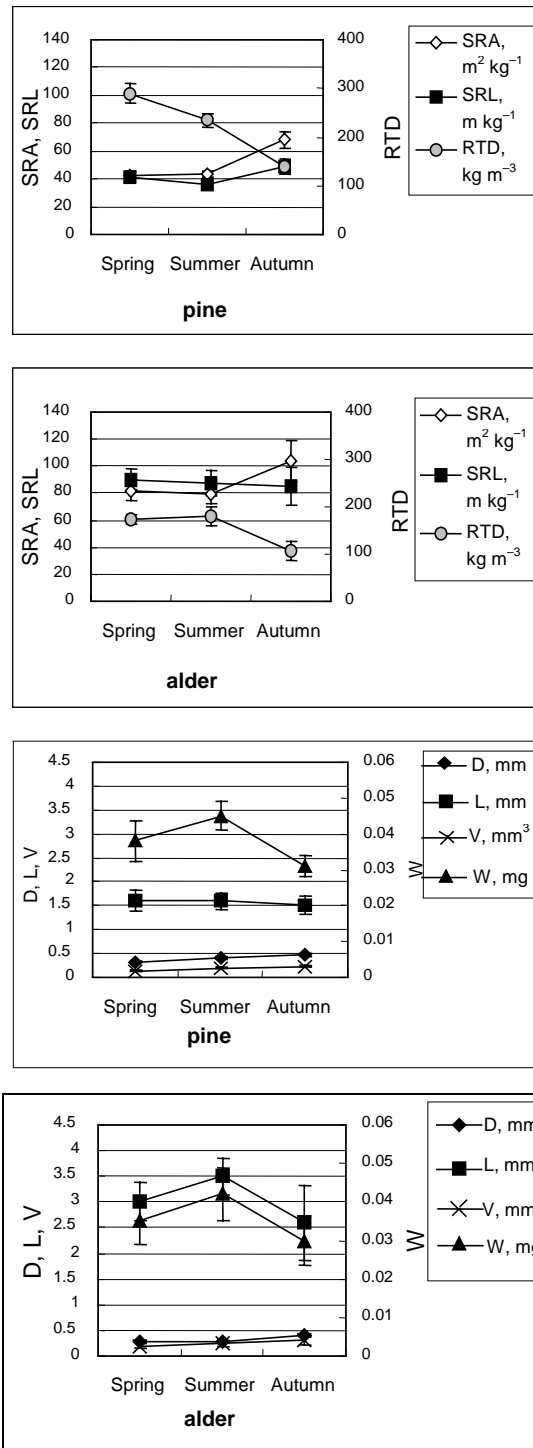 140
120
100
80
60
40
20
0
SRA, SRL
400
300
200
100
0
RTD
SRA,
m² kg⁻¹
SRL,
m kg⁻¹
RTD,
kg m⁻³
Spring Summer Autumn
pine
140
120
100
80
60
40
20
0
SRA, SRL
400
300
200
100
0
RTD
SRA,
m² kg⁻¹
SRL,
m kg⁻¹
RTD,
kg m⁻³
Spring Summer Autumn
alder
4.5
4
3.5
3
2.5
2
1.5
1
0.5
0
D, L, V
0.06
0.05
0.04
0.03
0.02
0.01
0
W
D, mm
L, mm
V, mm³
W, mg
Spring Summer Autumn
pine
4.5
4
3.5
3
2.5
2
1.5
1
0.5
0
D, L, V
0.06
0.05
0.04
0.03
0.02
0.01
0
W
D, mm
L, mm
V, mm
W, mg
Spring Summer Autumn
alder